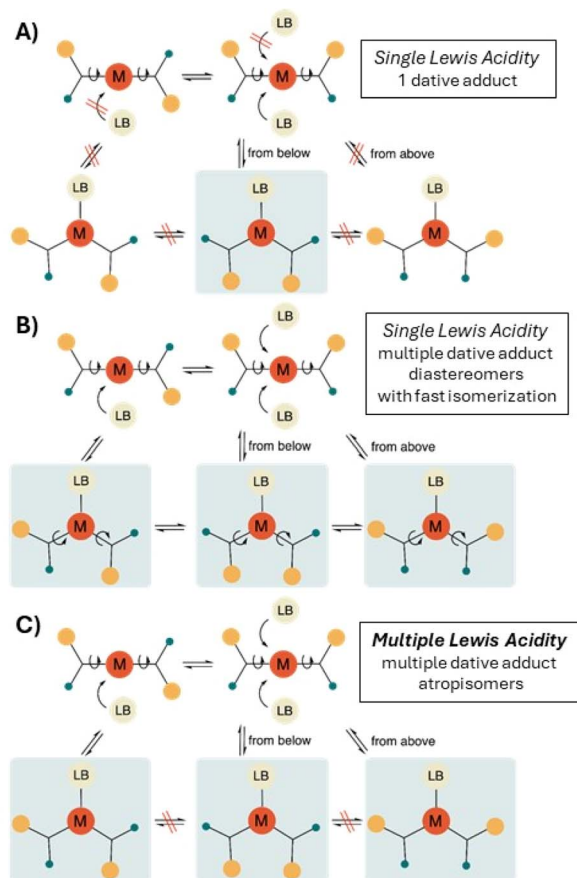 A)
LB
M
M
Single Lewis Acidity
1 dative adduct
LB
LB
from below
from above
LB
LB
LB
M
M
M
B)
LB
Single Lewis Acidity
multiple dative adduct
diastereomers
with fast isomerization
M
M
LB
LB
from below
from above
LB
LB
LB
M
M
M
C)
LB
Multiple Lewis Acidity
multiple dative adduct
atropisomers
M
M
LB
LB
from below
from above
LB
LB
LB
M
M
M